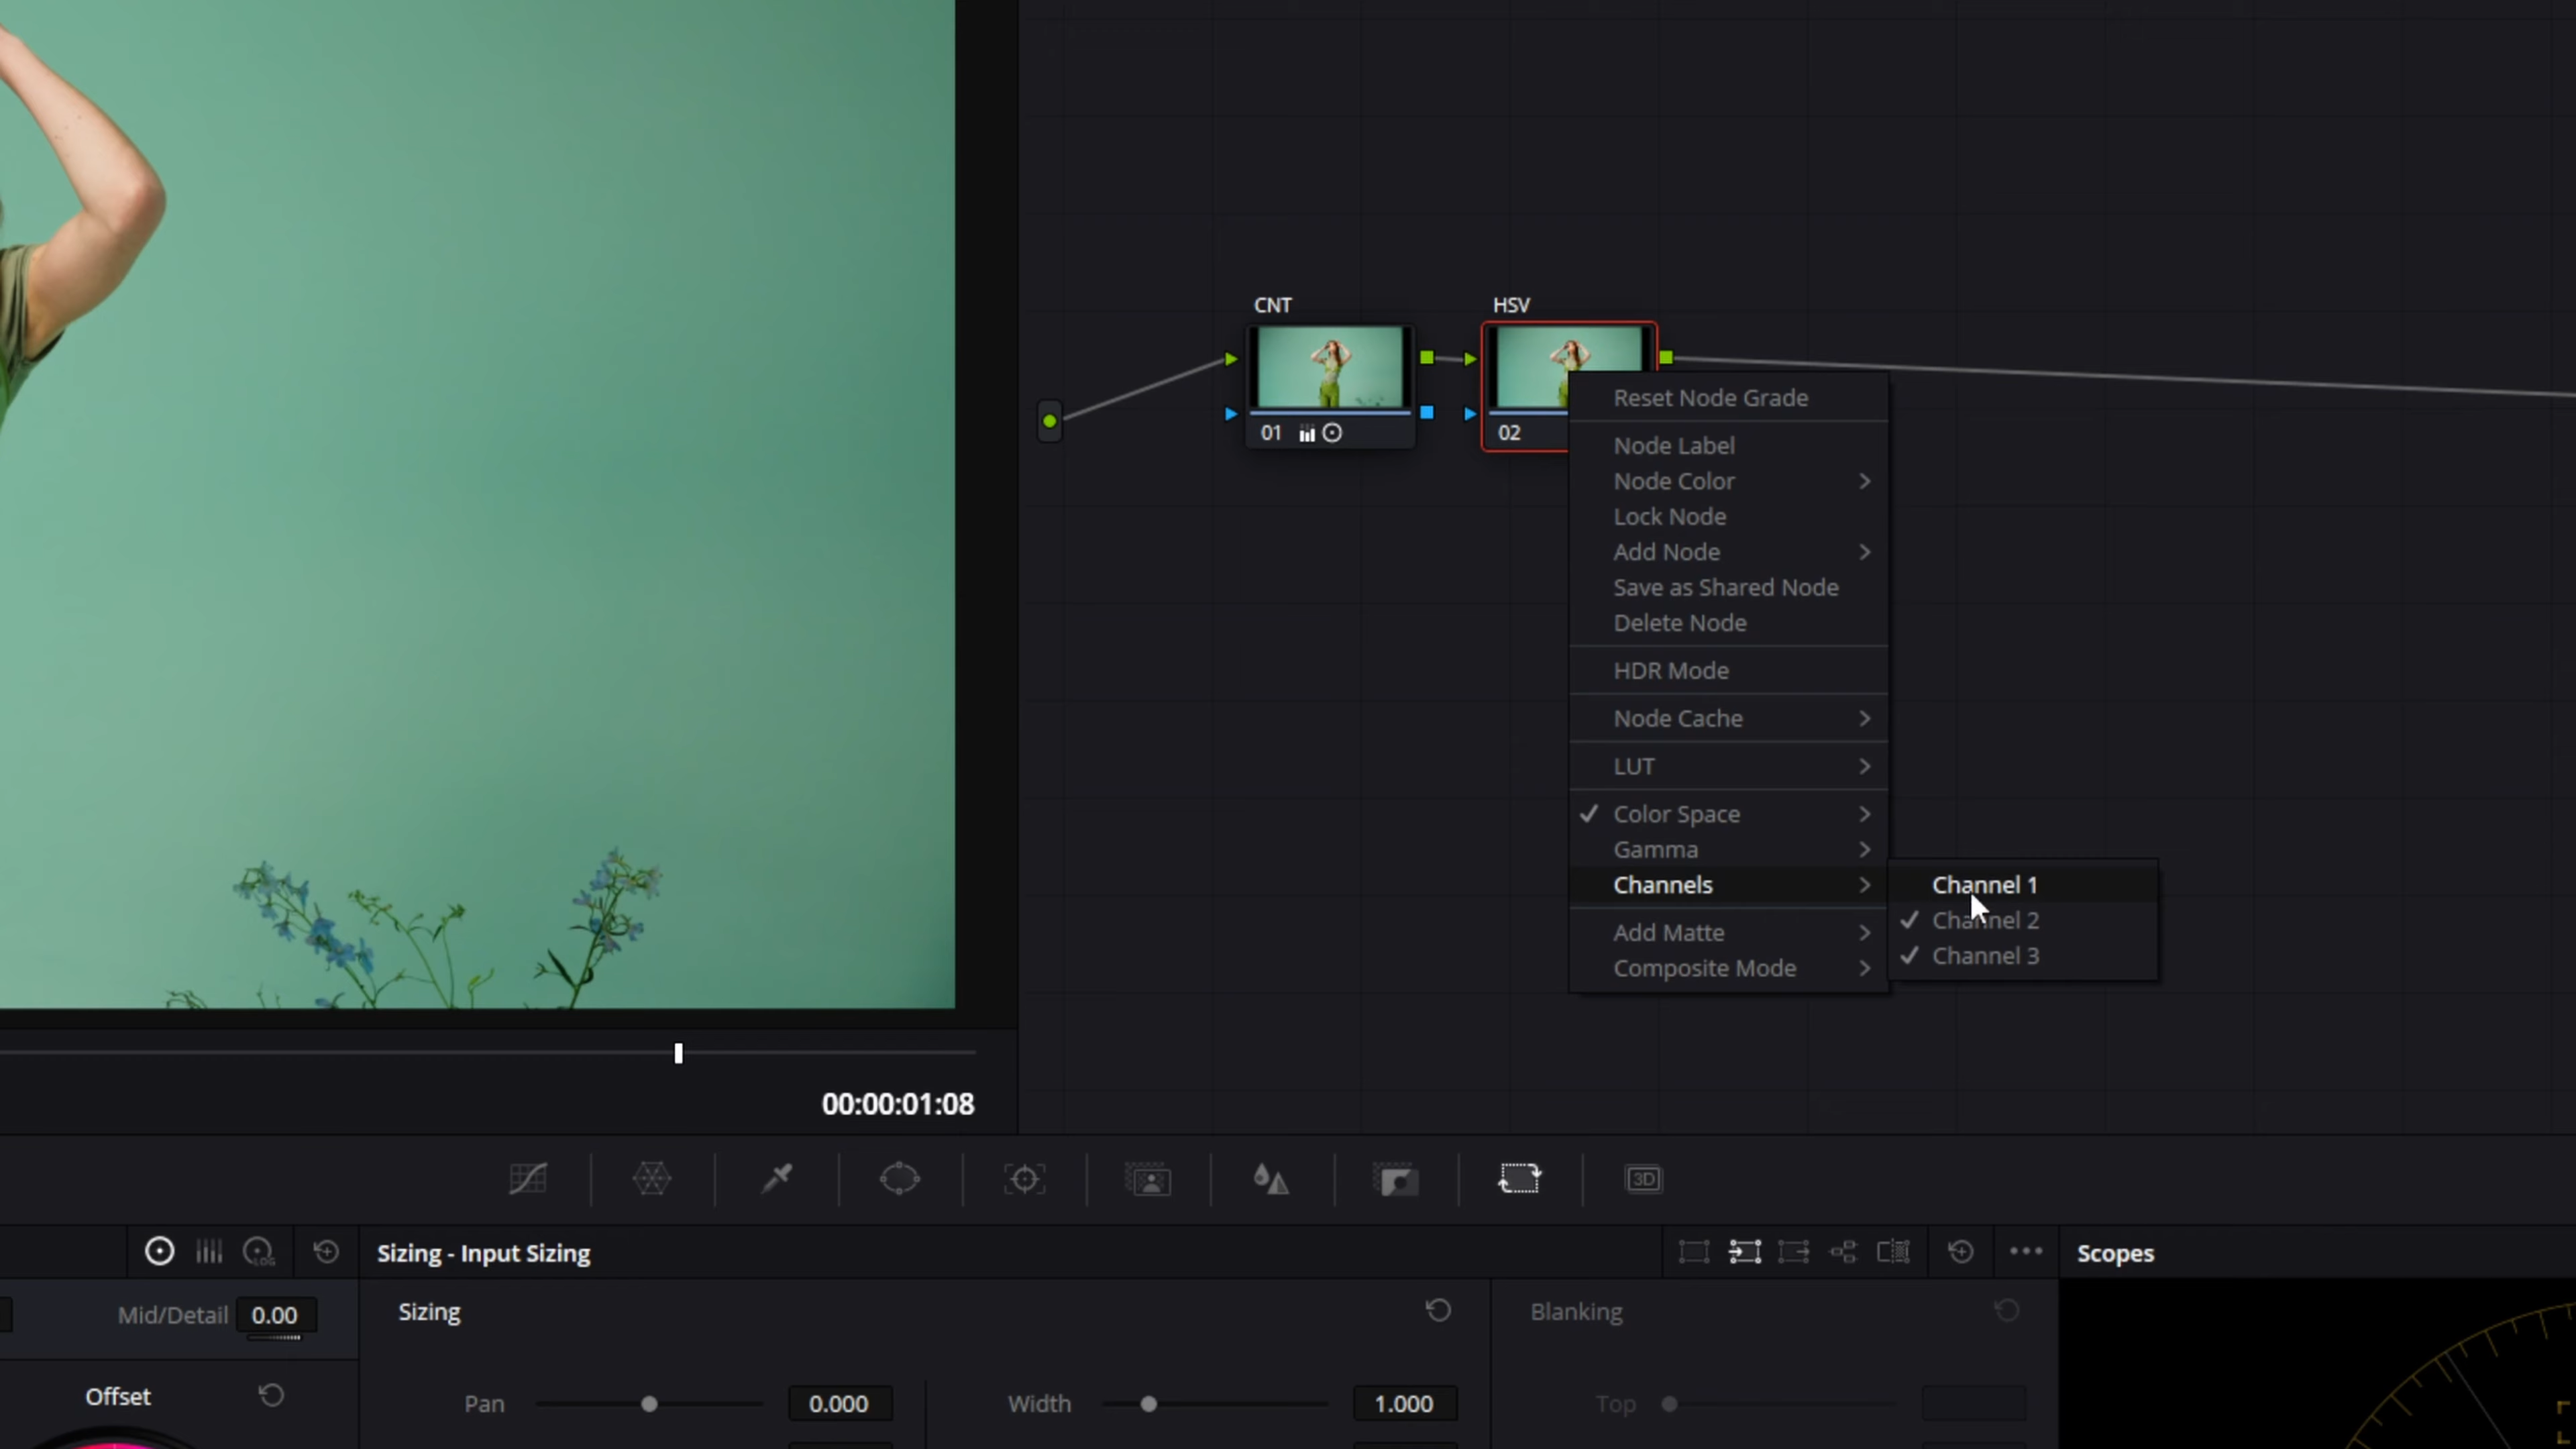 CNT
HSV
01
02
Reset Node Grade
Node Label
Node Color
Lock Node
Add Node
Save as Shared Node
Delete Node
HDR Mode
Node Cache
LUT
Color Space
Gamma
Channels
Add Matte
Composite Mode
Channel 1
Channel 2
Channel 3
00:00:01:08
3D
LOG
Sizing - Input Sizing
Scopes
Mid/Detail 0.00
Sizing
Blanking
Offset
Pan 0.000
Width 1.000
Top